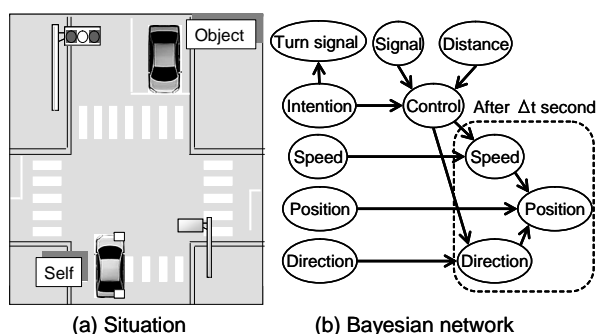 Object
Self
(a) Situation
Turn signal
Signal
Distance
Intention
Control
After Δt second
Speed
Speed
Position
Position
Direction
Direction
(b) Bayesian network